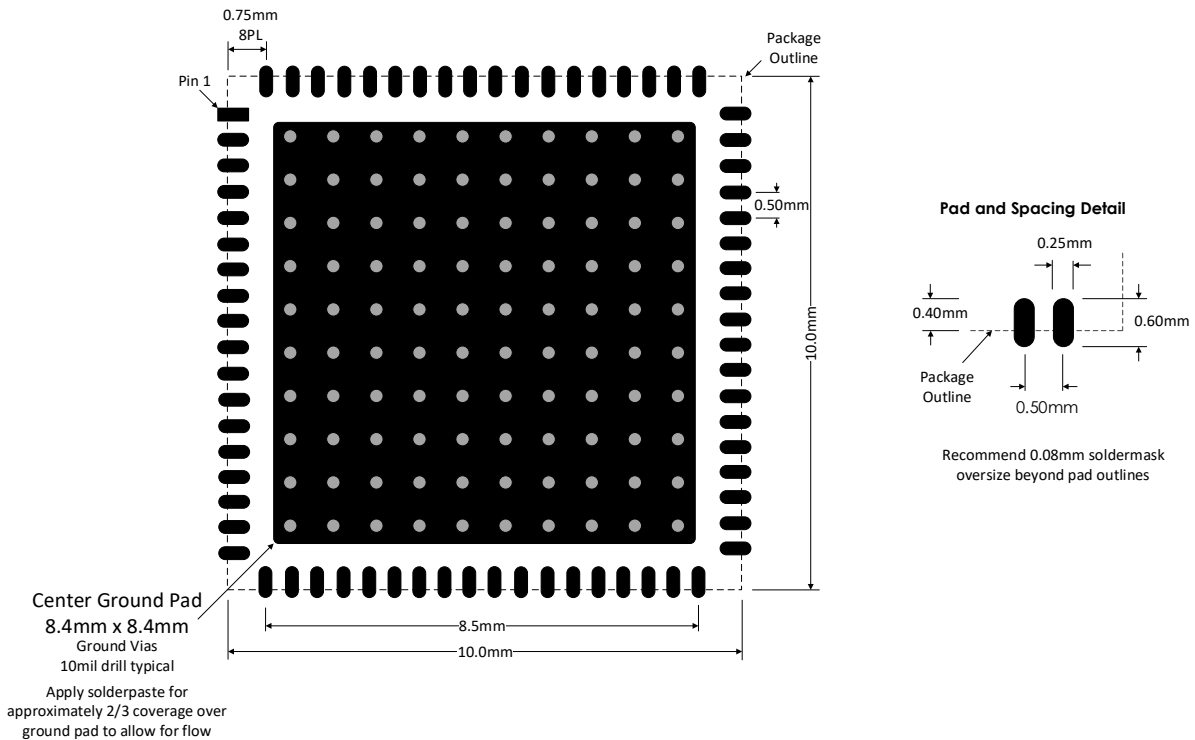 0.75mm
8PL
Package
Outline
Pin 1
0.50mm
10.0mm
Center Ground Pad
8.4mm x 8.4mm
Ground Vias
10mil drill typical
Apply solderpaste for
approximately 2/3 coverage over
ground pad to allow for flow
8.5mm
10.0mm
Pad and Spacing Detail
0.25mm
0.40mm
0.60mm
Package
Outline
0.50mm
Recommend 0.08mm soldermask
oversize beyond pad outlines